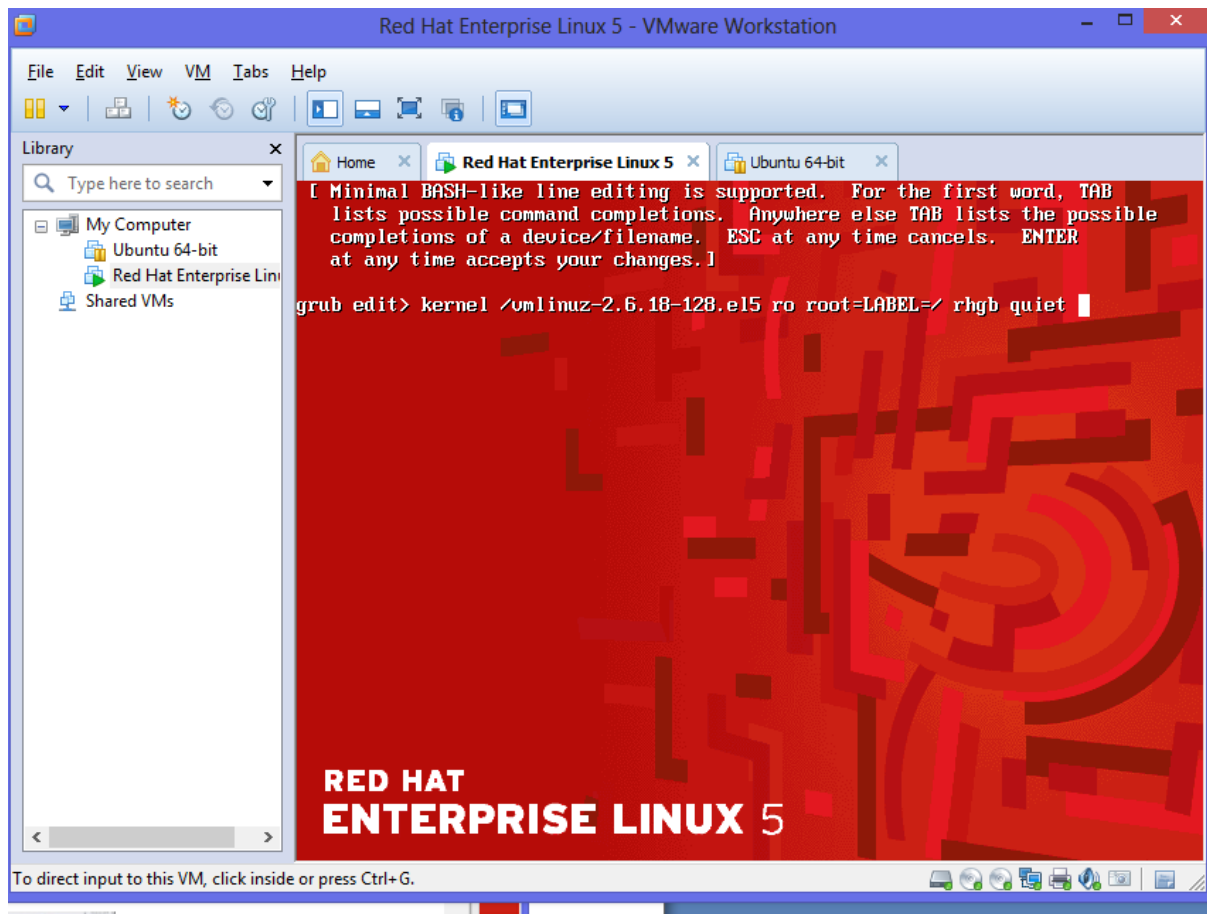 Red Hat Enterprise Linux 5 - VMware Workstation
File Edit View VM Tabs Help
Library
Type here to search
My Computer
Ubuntu 64-bit
Red Hat Enterprise Linu
Shared VMs
Home
Red Hat Enterprise Linux 5
Ubuntu 64-bit
[ Minimal BASH-like line editing is supported. For the first word, TAB
lists possible command completions. Anywhere else TAB lists the possible
completions of a device/filename. ESC at any time cancels. ENTER
at any time accepts your changes.]
grub edit> kernel /vmlinuz-2.6.18-128.el5 ro root=LABEL=/ rhgb quiet
RED HAT
ENTERPRISE LINUX 5
To direct input to this VM, click inside or press Ctrl+G.